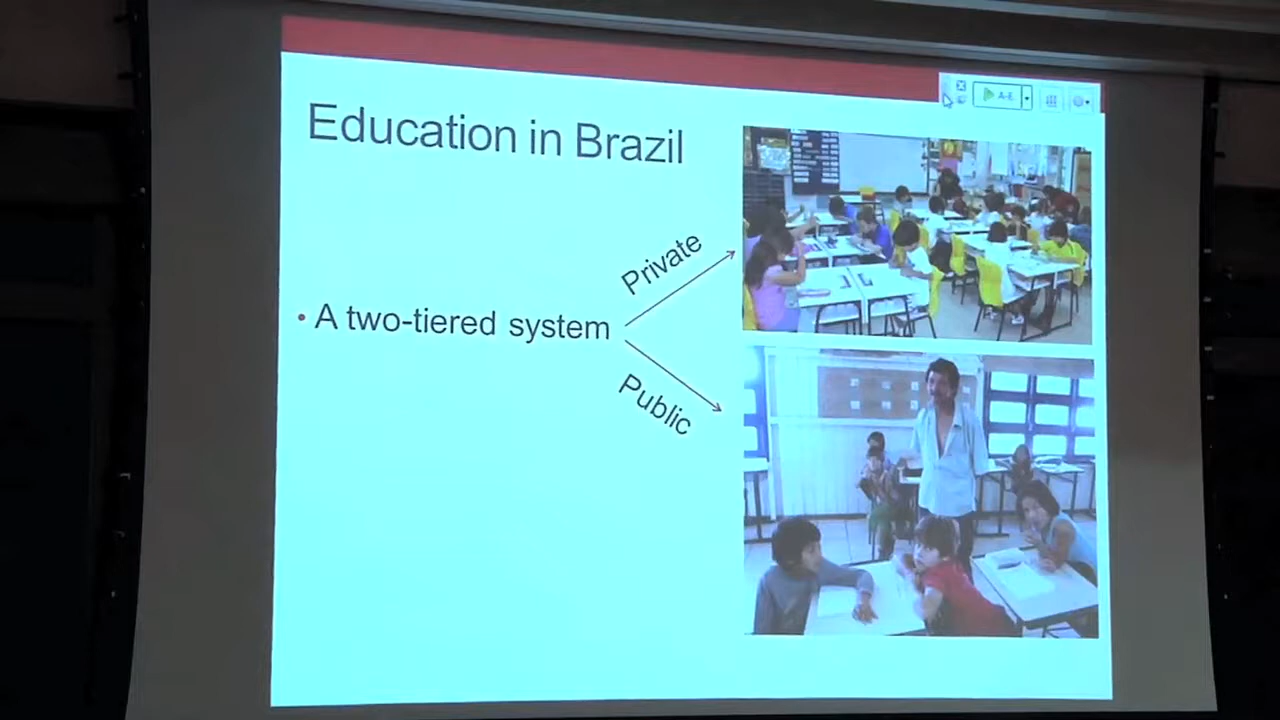 Education in Brazil
A-E
Private
• A two-tiered system
Public